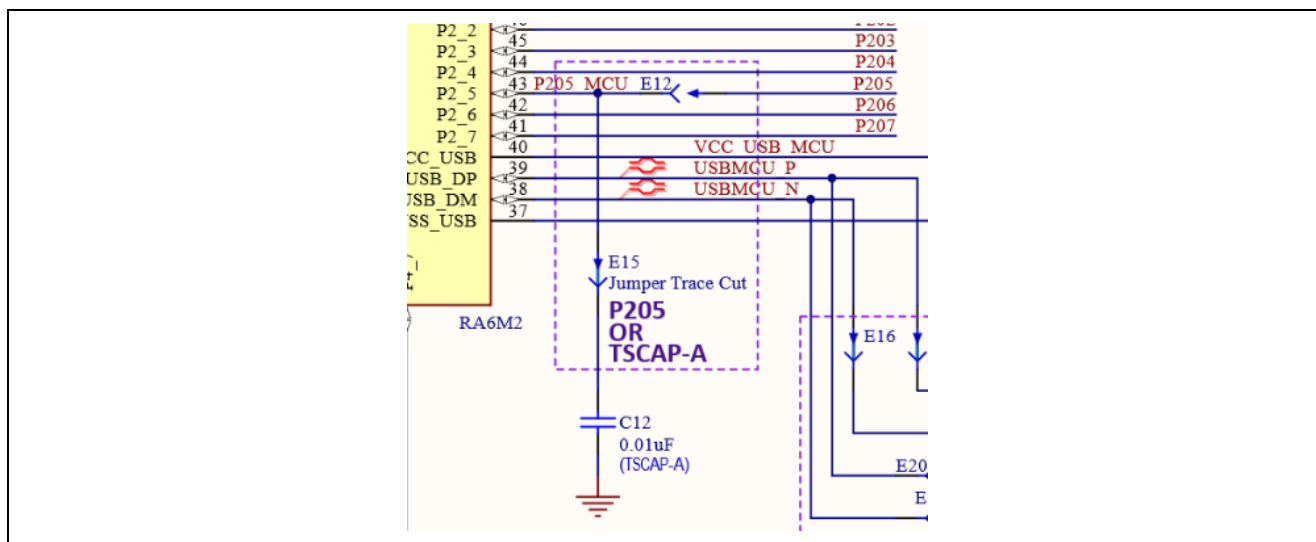 P2_2
P2_3 45 P203
P2_4 44 P204
P2_5 43 P205_MCU E12 P205
P2_6 42 P206
P2_7 41 P207
CC_USB 40 VCC_USB_MCU
USB_DP 39 USBMCU_P
USB_DM 38 USBMCU_N
SS_USB 37
E15
Jumper Trace Cut
P205
OR
TSCAP-A
RA6M2
E16
C12
0.01uF
(TSCAP-A)
E20
E